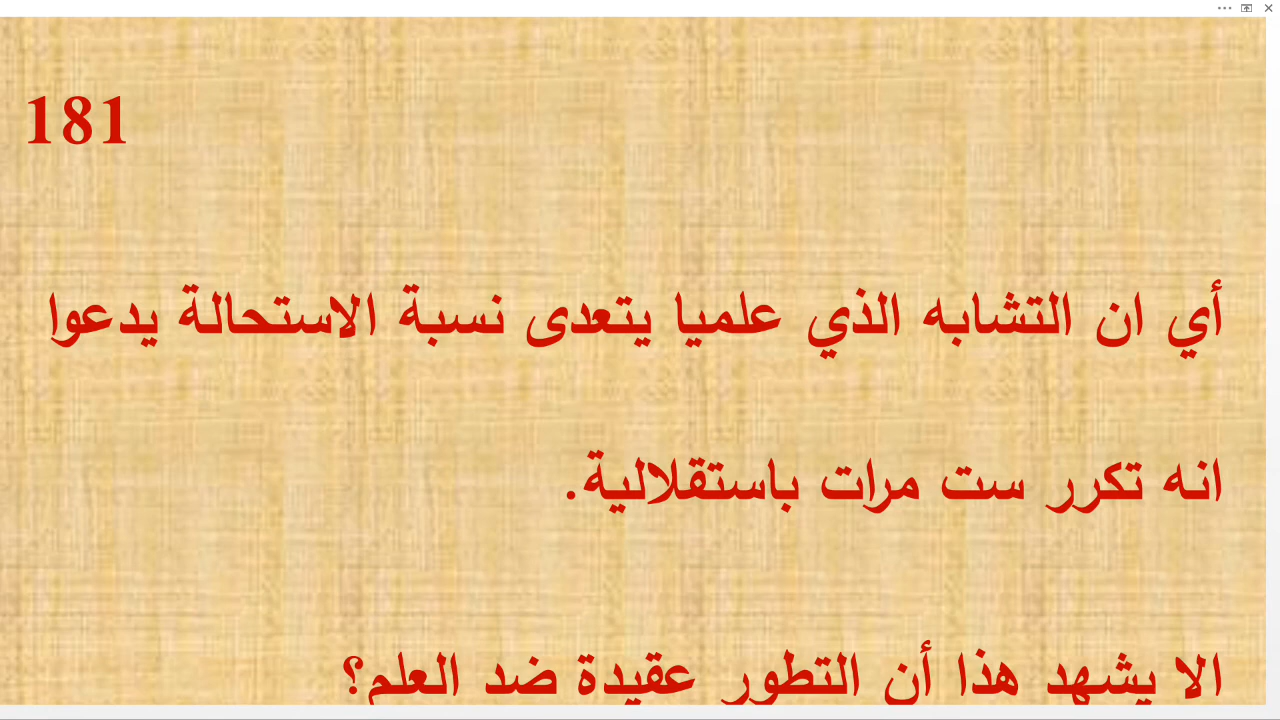 181
أي ان التشابه الذي علميا يتعدى نسبة الاستحالة يدعوا
انه تكرر ست مرات باستقلالية.
الا يشهد هذا أن التطور عقيدة ضد العلم؟